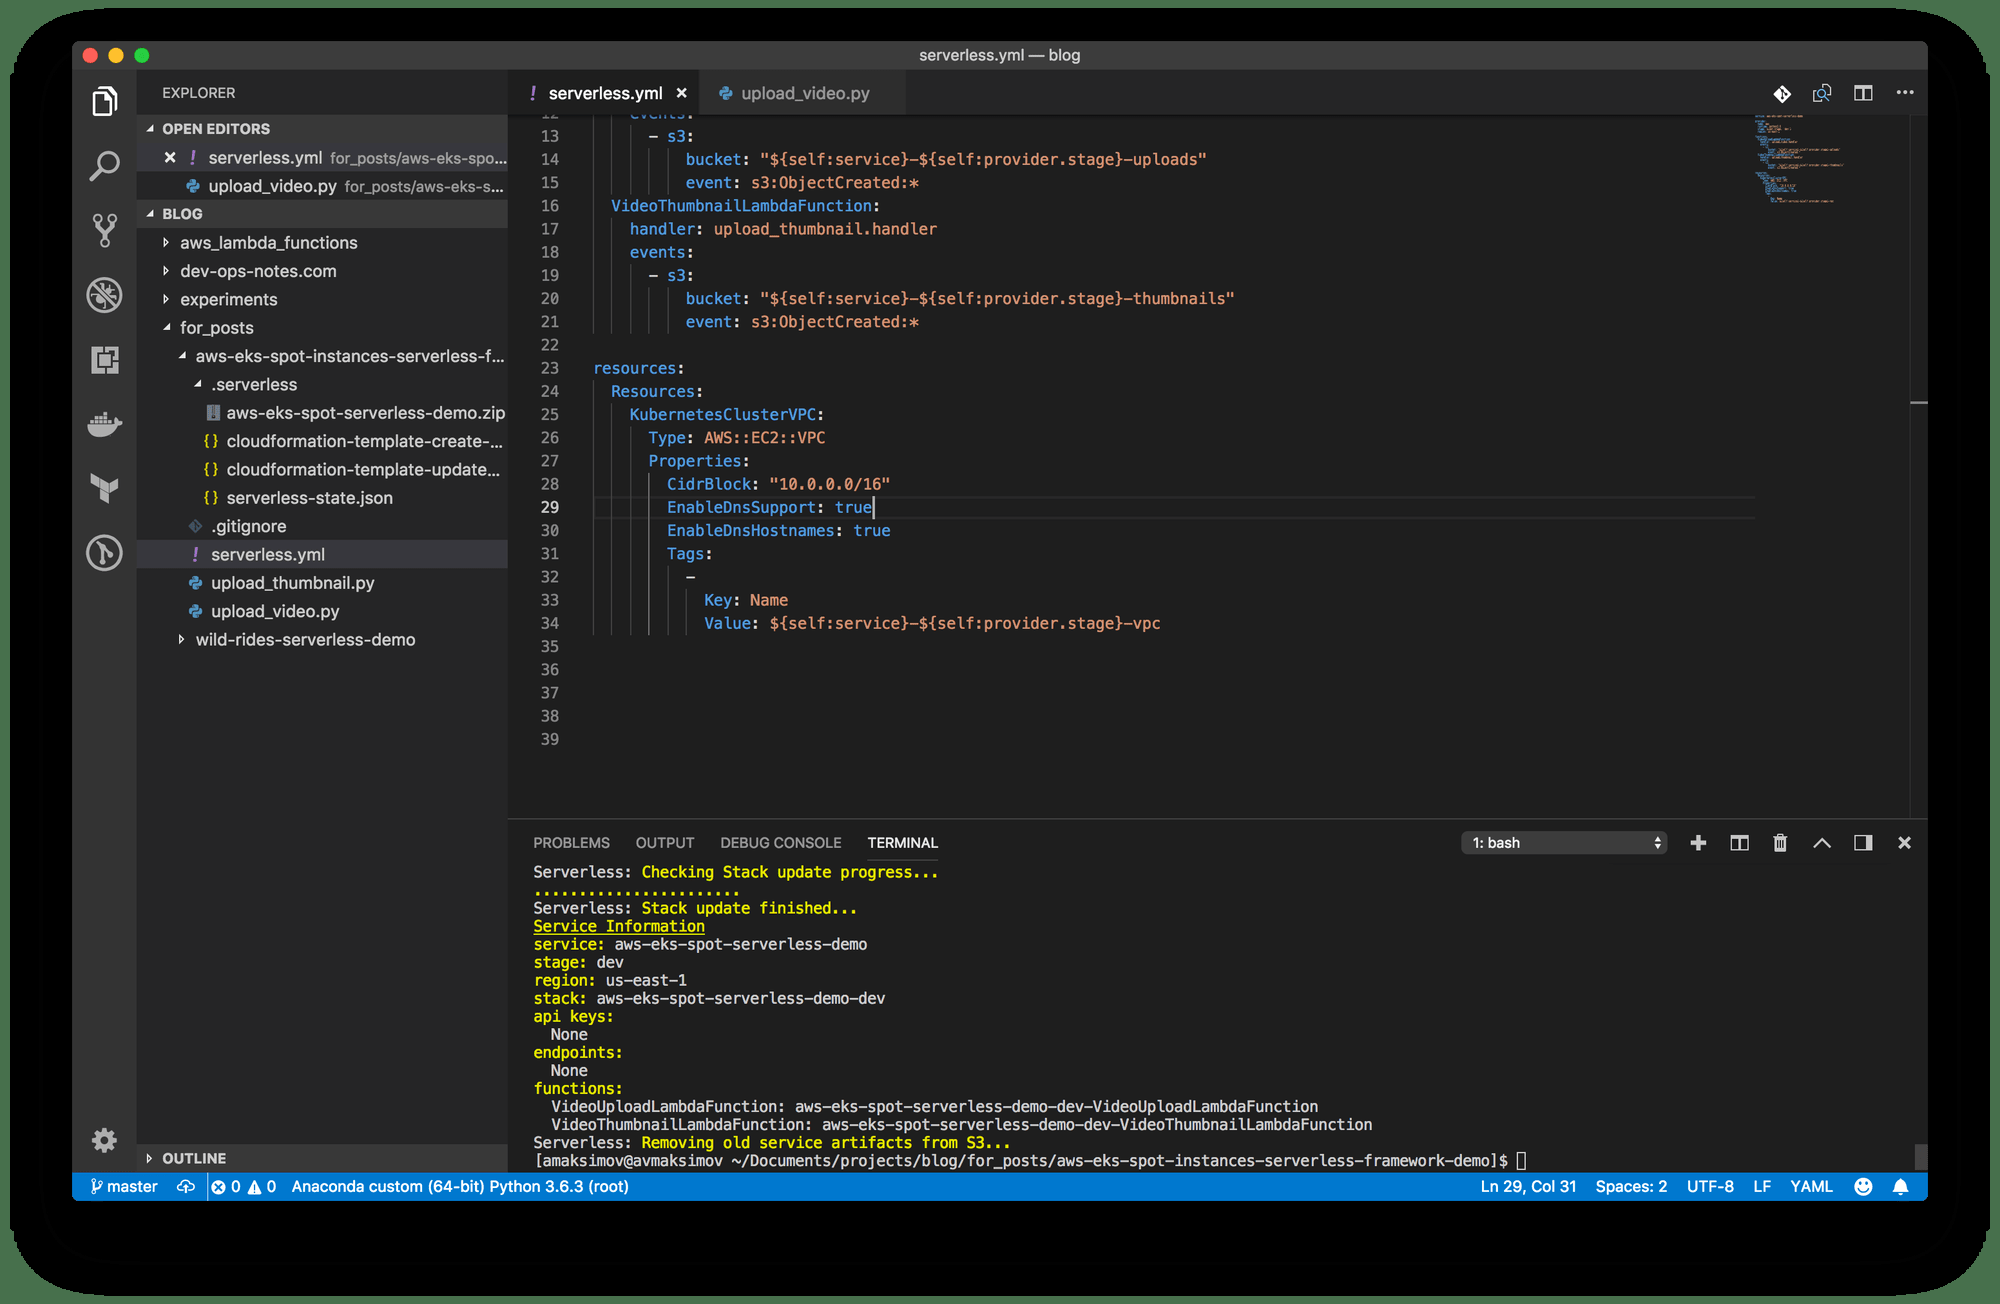 serverless.yml — blog
EXPLORER
OPEN EDITORS
serverless.yml for_posts/aws-eks-spo...
upload_video.py for_posts/aws-eks-s...
BLOG
aws_lambda_functions
dev-ops-notes.com
experiments
for_posts
aws-eks-spot-instances-serverless-f...
.serverless
aws-eks-spot-serverless-demo.zip
{} cloudformation-template-create-...
{} cloudformation-template-update...
{} serverless-state.json
.gitignore
! serverless.yml
upload_thumbnail.py
upload_video.py
wild-rides-serverless-demo
OUTLINE
! serverless.yml
upload_video.py
12 events:
13 - s3:
14 bucket: "${self:service}-${self:provider.stage}-uploads"
15 event: s3:ObjectCreated:*
16 VideoThumbnailLambdaFunction:
17 handler: upload_thumbnail.handler
18 events:
19 - s3:
20 bucket: "${self:service}-${self:provider.stage}-thumbnails"
21 event: s3:ObjectCreated:*
22
23 resources:
24 Resources:
25 KubernetesClusterVPC:
26 Type: AWS::EC2::VPC
27 Properties:
28 CidrBlock: "10.0.0.0/16"
29 EnableDnsSupport: true
30 EnableDnsHostnames: true
31 Tags:
32 -
33 Key: Name
34 Value: ${self:service}-${self:provider.stage}-vpc
35
36
37
38
39
PROBLEMS OUTPUT DEBUG CONSOLE TERMINAL
1: bash
Serverless: Checking Stack update progress...
.......................
Serverless: Stack update finished...
Service Information
service: aws-eks-spot-serverless-demo
stage: dev
region: us-east-1
stack: aws-eks-spot-serverless-demo-dev
api keys:
None
endpoints:
None
functions:
VideoUploadLambdaFunction: aws-eks-spot-serverless-demo-dev-VideoUploadLambdaFunction
VideoThumbnailLambdaFunction: aws-eks-spot-serverless-demo-dev-VideoThumbnailLambdaFunction
Serverless: Removing old service artifacts from S3...
[amaksimov@avmaksimov ~/Documents/projects/blog/for_posts/aws-eks-spot-instances-serverless-framework-demo]$
master 0 0 Anaconda custom (64-bit) Python 3.6.3 (root)
Ln 29, Col 31 Spaces: 2 UTF-8 LF YAML